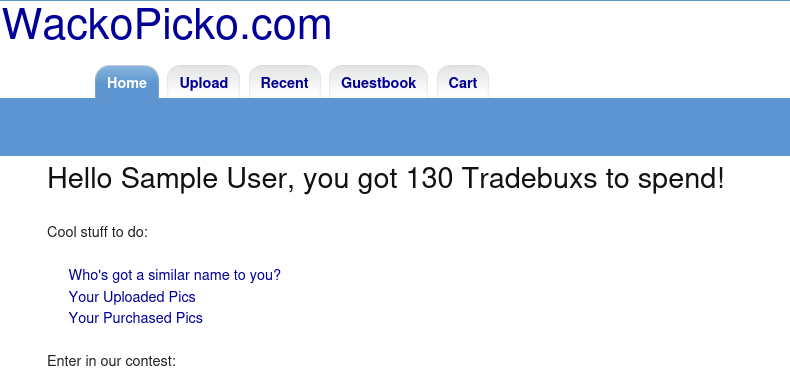 WackoPicko.com
Home Upload Recent Guestbook Cart
Hello Sample User, you got 130 Tradebuxs to spend!
Cool stuff to do:
Who's got a similar name to you?
Your Uploaded Pics
Your Purchased Pics
Enter in our contest: